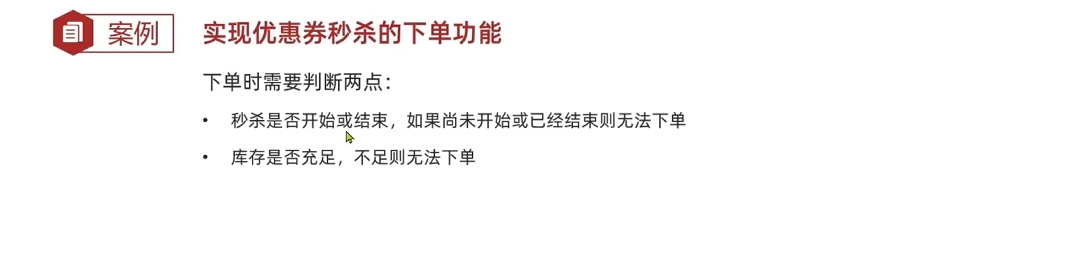 案例
实现优惠券秒杀的下单功能
下单时需要判断两点：
• 秒杀是否开始或结束，如果尚未开始或已经结束则无法下单
• 库存是否充足，不足则无法下单